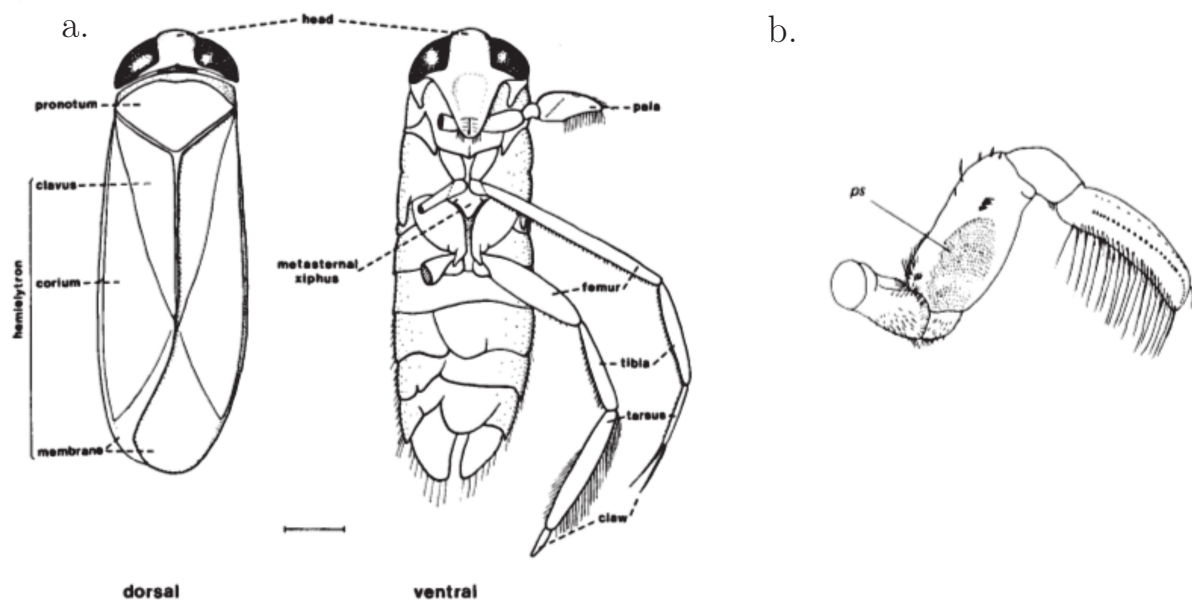 a.
head
b.
pronotum
pala
clavus
ps
metasternal
xiphus
corium
hemielytron
femur
tibia
tarsus
membrane
claw
dorsal
ventral